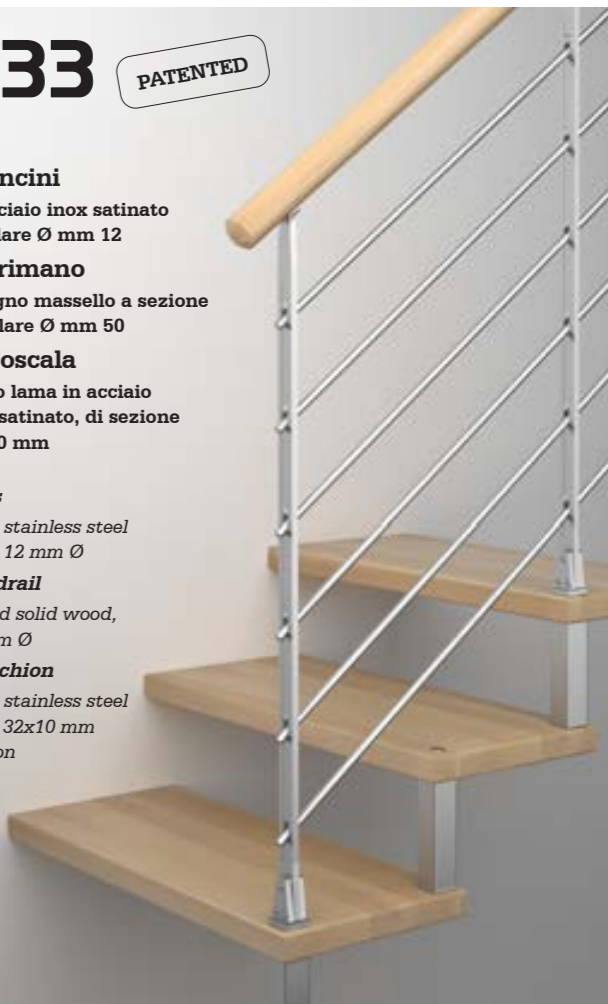 33
PATENTED
ncini
ciaio inox satinato
lare Ø mm 12
rimano
gno massello a sezione
lare Ø mm 50
oscala
o lama in acciaio
satinato, di sezione
0 mm
s
stainless steel
12 mm Ø
drail
d solid wood,
m Ø
chion
stainless steel
32x10 mm
on